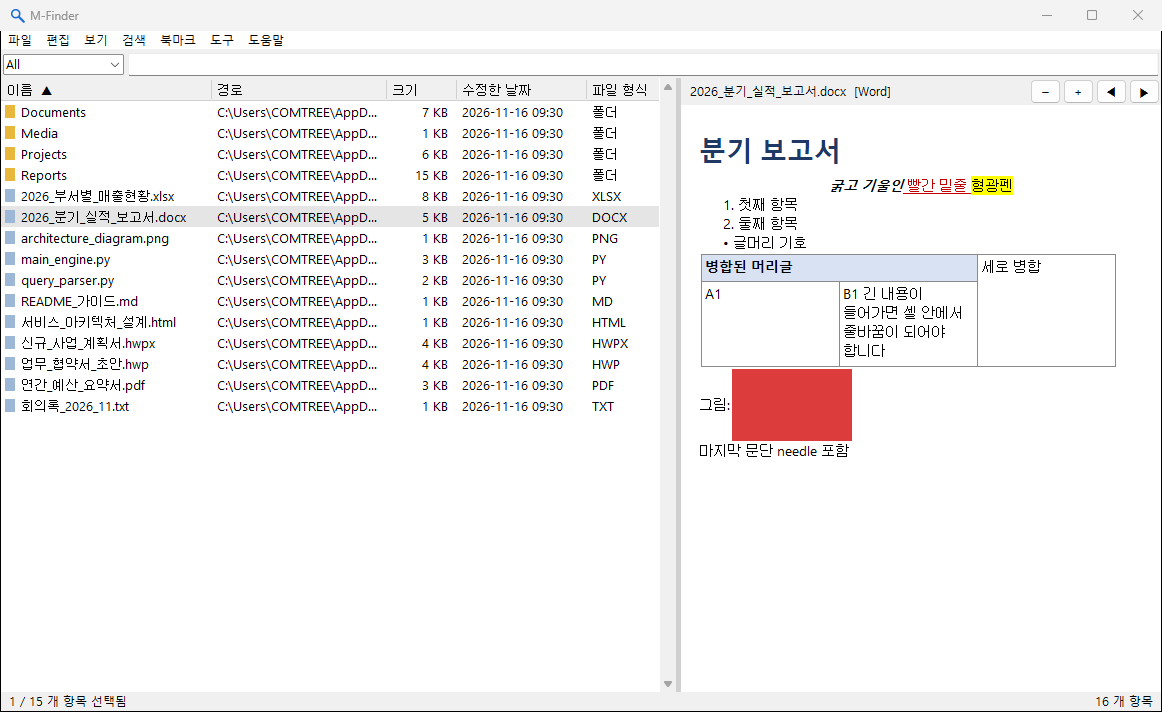 M-Finder
파일 편집 보기 검색 북마크 도구 도움말
All
이름 ▲ 경로 크기 수정한 날짜 파일 형식
Documents C:\Users\COMTREE\AppD... 7 KB 2026-11-16 09:30 폴더
Media C:\Users\COMTREE\AppD... 1 KB 2026-11-16 09:30 폴더
Projects C:\Users\COMTREE\AppD... 6 KB 2026-11-16 09:30 폴더
Reports C:\Users\COMTREE\AppD... 15 KB 2026-11-16 09:30 폴더
2026_부서별_매출현황.xlsx C:\Users\COMTREE\AppD... 8 KB 2026-11-16 09:30 XLSX
2026_분기_실적_보고서.docx C:\Users\COMTREE\AppD... 5 KB 2026-11-16 09:30 DOCX
architecture_diagram.png C:\Users\COMTREE\AppD... 1 KB 2026-11-16 09:30 PNG
main_engine.py C:\Users\COMTREE\AppD... 3 KB 2026-11-16 09:30 PY
query_parser.py C:\Users\COMTREE\AppD... 2 KB 2026-11-16 09:30 PY
README_가이드.md C:\Users\COMTREE\AppD... 1 KB 2026-11-16 09:30 MD
서비스_아키텍처_설계.html C:\Users\COMTREE\AppD... 1 KB 2026-11-16 09:30 HTML
신규_사업_계획서.hwpx C:\Users\COMTREE\AppD... 4 KB 2026-11-16 09:30 HWPX
업무_협약서_초안.hwp C:\Users\COMTREE\AppD... 4 KB 2026-11-16 09:30 HWP
연간_예산_요약서.pdf C:\Users\COMTREE\AppD... 3 KB 2026-11-16 09:30 PDF
회의록_2026_11.txt C:\Users\COMTREE\AppD... 1 KB 2026-11-16 09:30 TXT
2026_분기_실적_보고서.docx [Word] − + ◀ ▶
분기 보고서
굵고 기울인 빨간 밑줄 형광펜
1. 첫째 항목
2. 둘째 항목
• 글머리 기호
병합된 머리글 세로 병합
A1 B1 긴 내용이
들어가면 셀 안에서
줄바꿈이 되어야
합니다
그림:
마지막 문단 needle 포함
1 / 15 개 항목 선택됨 16 개 항목